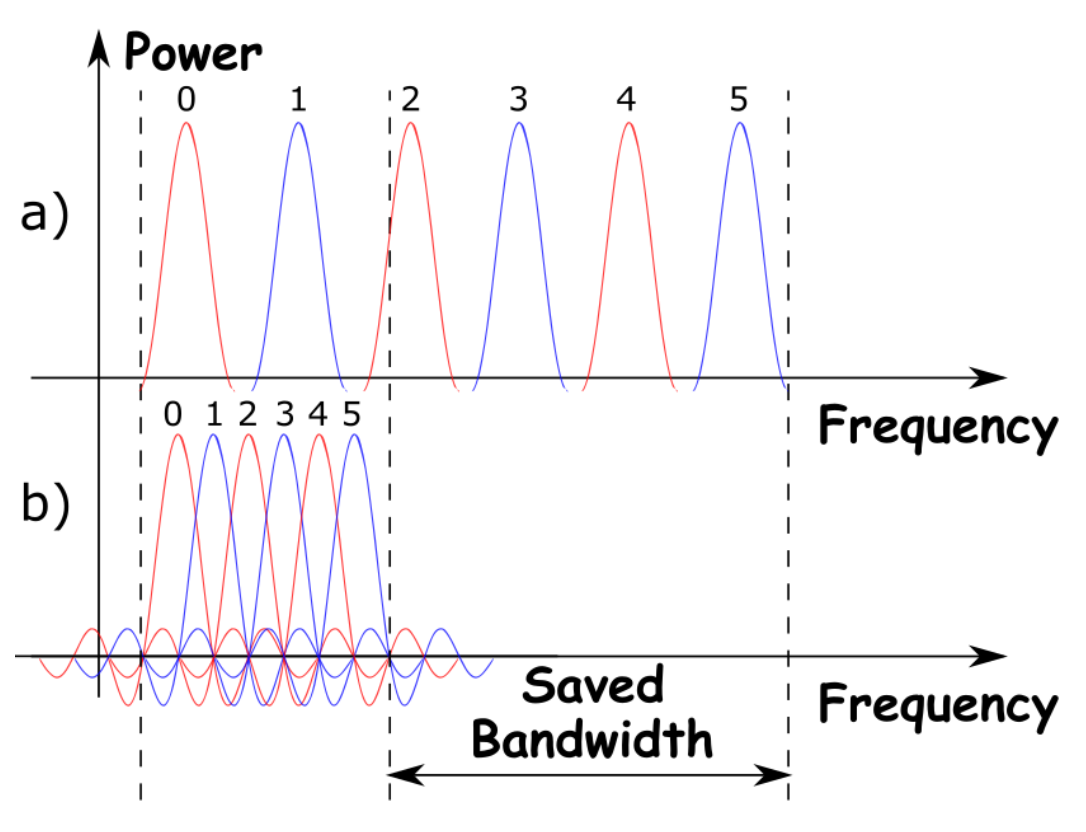 Power
0 1 2 3 4 5
a)
Frequency
0 1 2 3 4 5
b)
Saved
Bandwidth
Frequency